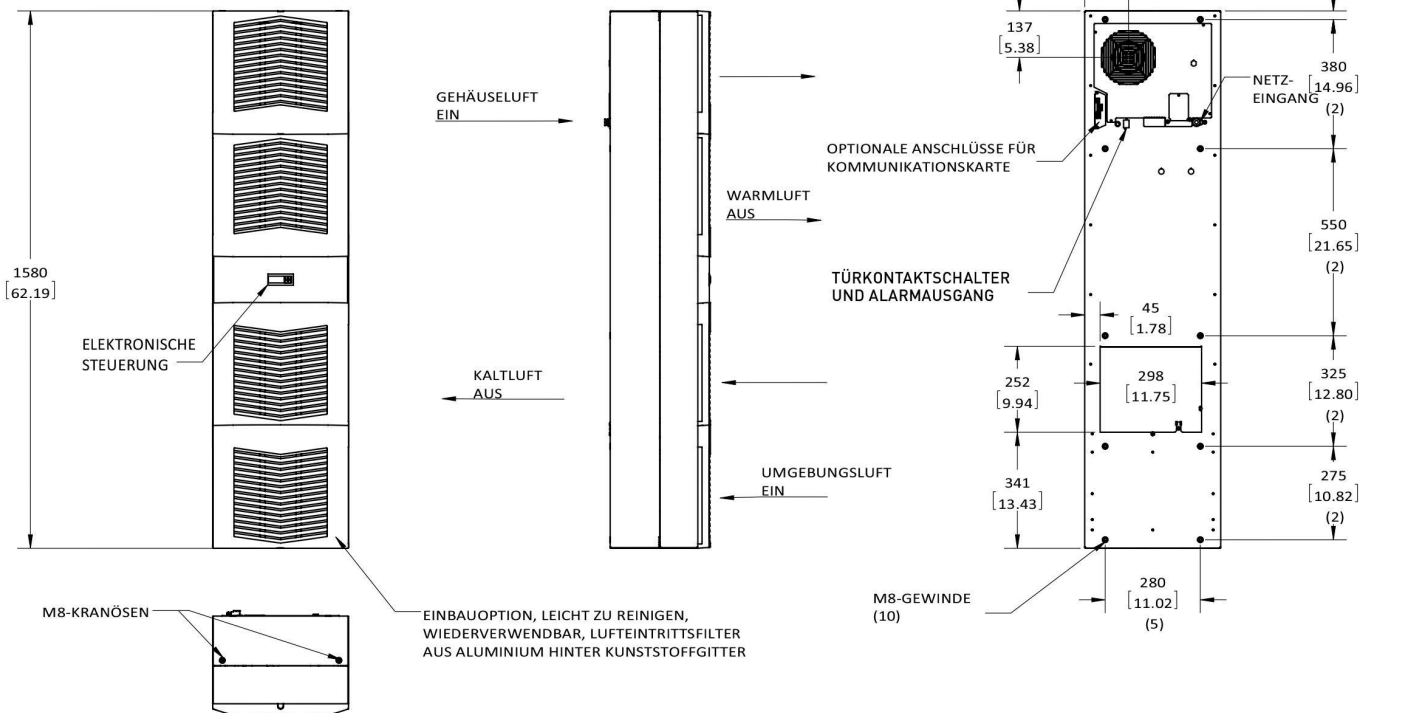 1580
[62.19]
ELEKTRONISCHE
STEUERUNG
M8-KRANÖSEN
EINBAUOPTION, LEICHT ZU REINIGEN,
WIEDERVERWENDBAR, LUFTEINTRITTSFILTER
AUS ALUMINIUM HINTER KUNSTSTOFFGITTER
GEHÄUSELUFT
EIN
WARMLUFT
AUS
KALTLUFT
AUS
UMGEBUNGSLUFT
EIN
137
[5.38]
NETZ-
EINGANG
380
[14.96]
(2)
OPTIONALE ANSCHLÜSSE FÜR
KOMMUNIKATIONSKARTE
550
[21.65]
(2)
TÜRKONTAKTSCHALTER
UND ALARMAUSGANG
45
[1.78]
252
[9.94]
298
[11.75]
325
[12.80]
(2)
341
[13.43]
275
[10.82]
(2)
M8-GEWINDE
(10)
280
[11.02]
(5)